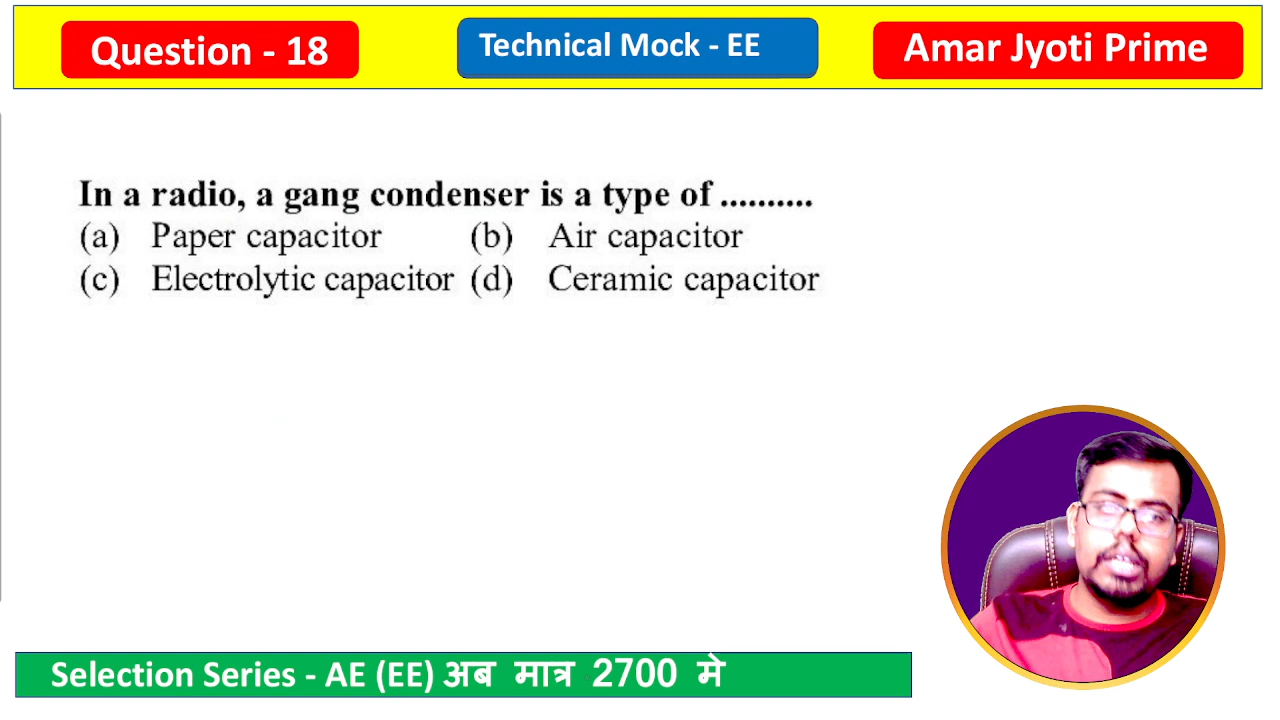 Question - 18
Technical Mock - EE
Amar Jyoti Prime
In a radio, a gang condenser is a type of ..........
(a) Paper capacitor (b) Air capacitor
(c) Electrolytic capacitor (d) Ceramic capacitor
Selection Series - AE (EE) अब मात्र 2700 मे